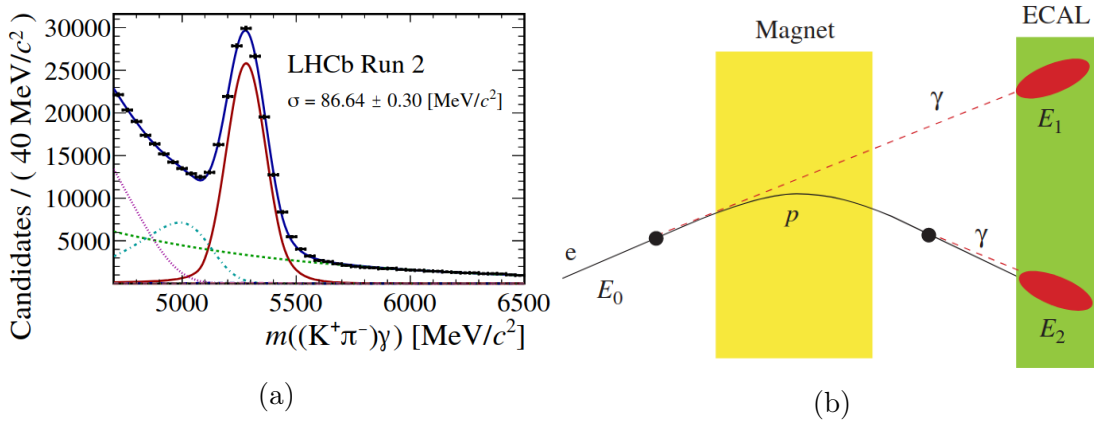 30000
25000
20000
15000
10000
5000
Candidates / ( 40 MeV/c² )
LHCb Run 2
σ = 86.64 ± 0.30 [MeV/c²]
5000 5500 6000 6500
m((K⁺π⁻)γ) [MeV/c²]
(a)
Magnet
ECAL
γ
E₁
p
e
γ
E₀
E₂
(b)